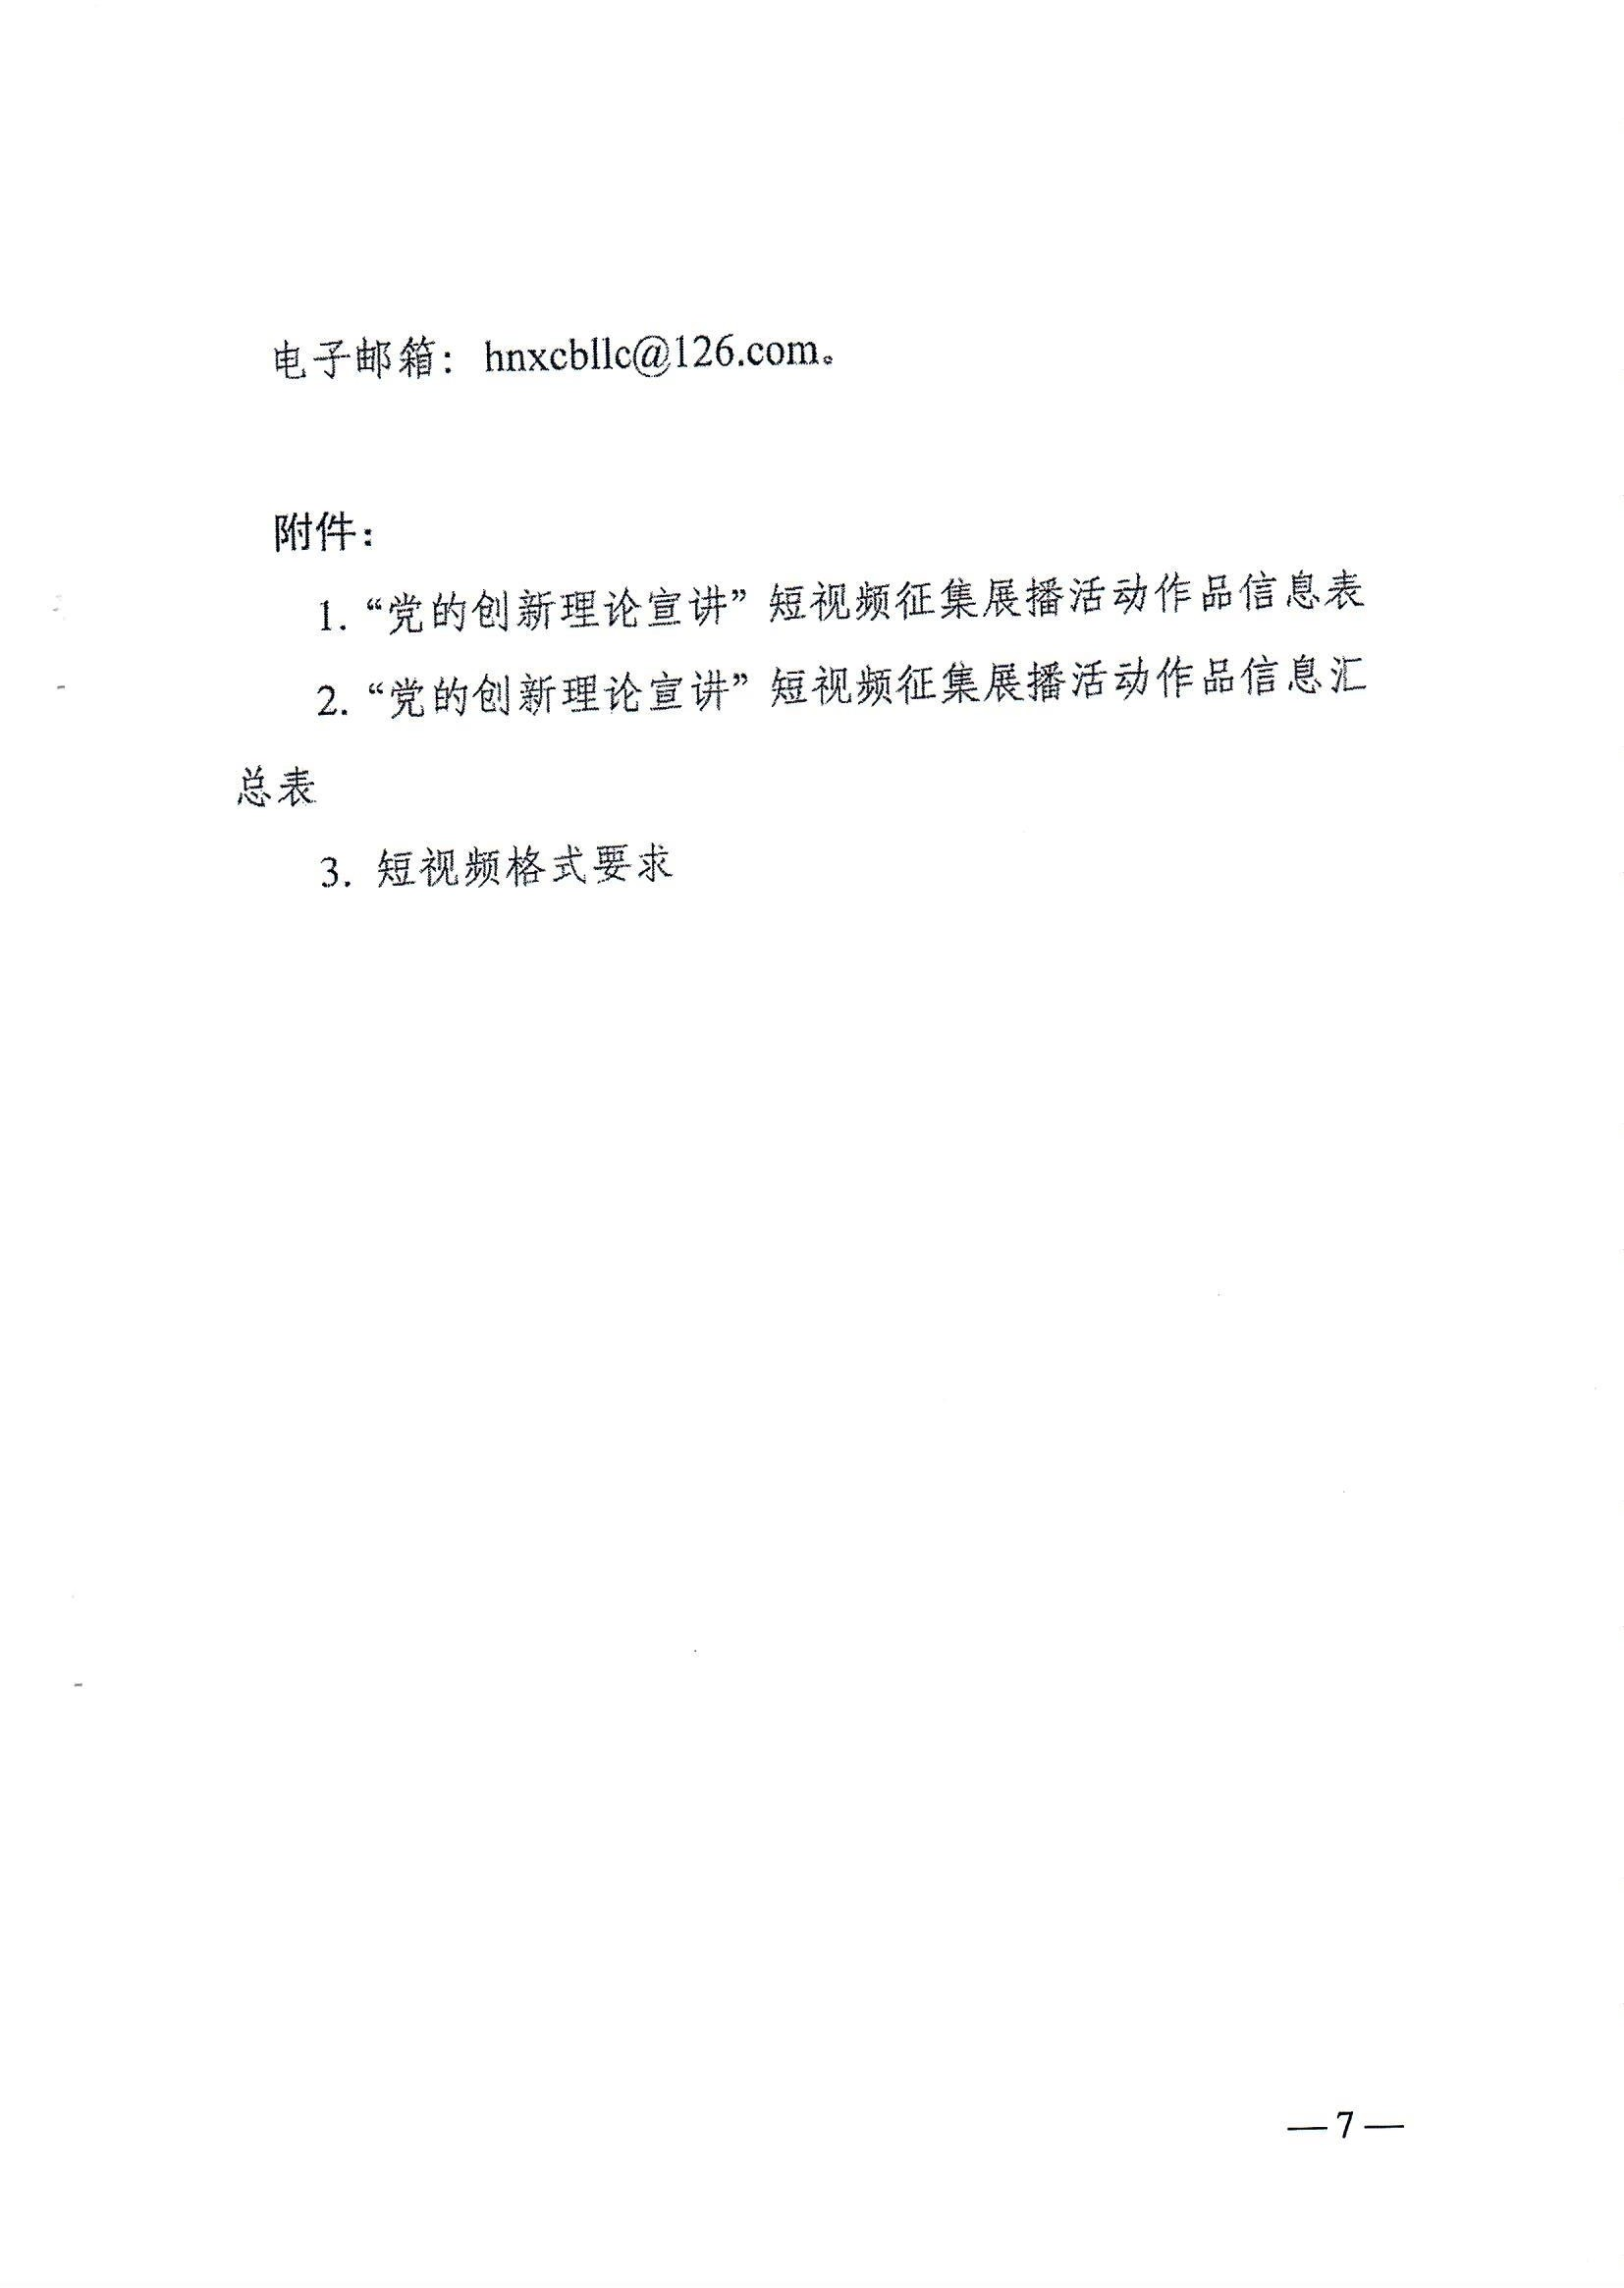 电子邮箱：hnxcbllc@126.com。
附件：
1. “党的创新理论宣讲”短视频征集展播活动作品信息表
2. “党的创新理论宣讲”短视频征集展播活动作品信息汇
总表
3. 短视频格式要求
— 7 —